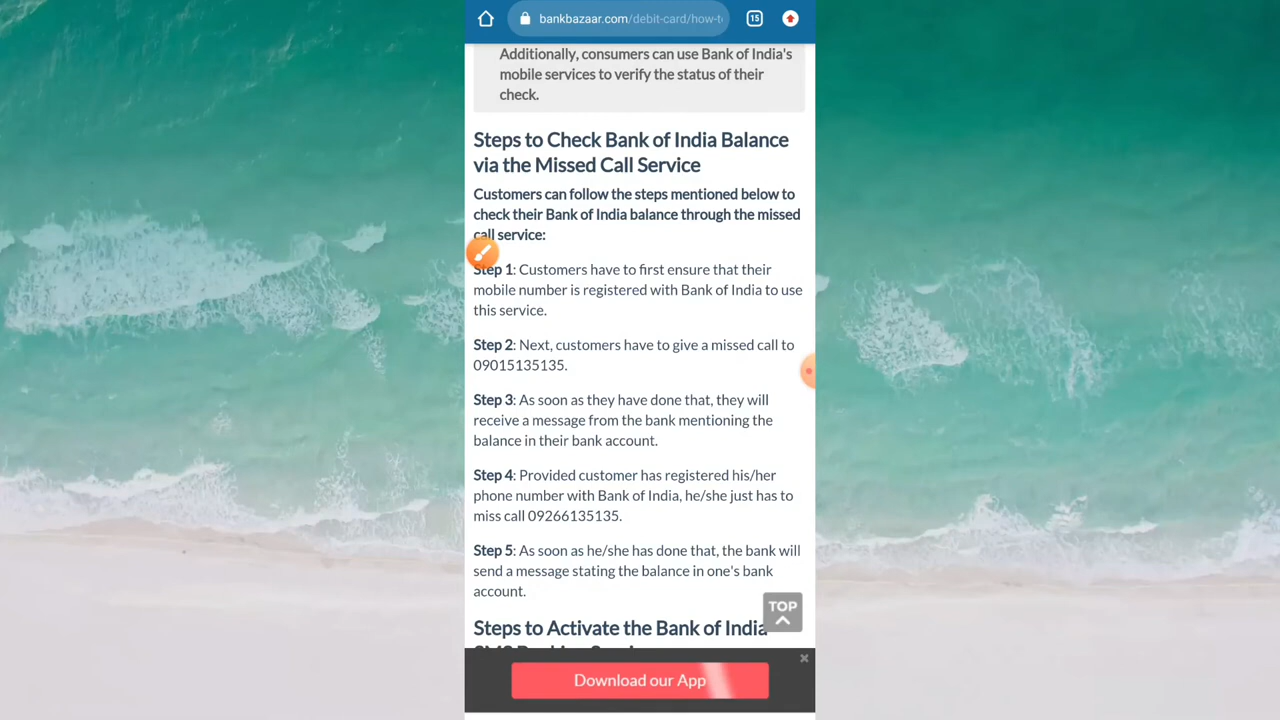 bankbazaar.com/debit-card/how-t
15
Additionally, consumers can use Bank of India's
mobile services to verify the status of their
check.
Steps to Check Bank of India Balance
via the Missed Call Service
Customers can follow the steps mentioned below to
check their Bank of India balance through the missed
call service:
Step 1: Customers have to first ensure that their
mobile number is registered with Bank of India to use
this service.
Step 2: Next, customers have to give a missed call to
09015135135.
Step 3: As soon as they have done that, they will
receive a message from the bank mentioning the
balance in their bank account.
Step 4: Provided customer has registered his/her
phone number with Bank of India, he/she just has to
miss call 09266135135.
Step 5: As soon as he/she has done that, the bank will
send a message stating the balance in one's bank
account.
TOP
Steps to Activate the Bank of India
Download our App